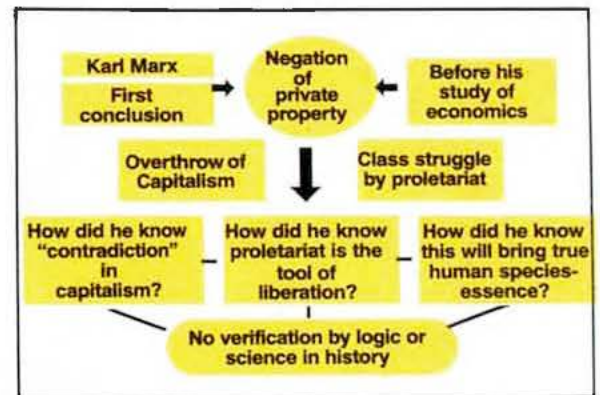 Karl Marx
First
conclusion
Negation
of
private
property
Before his
study of
economics
Overthrow of
Capitalism
Class struggle
by proletariat
How did he know
"contradiction"
in
capitalism?
How did he know
proletariat is the
tool of
liberation?
How did he know
this will bring true
human species-
essence?
No verification by logic or
science in history